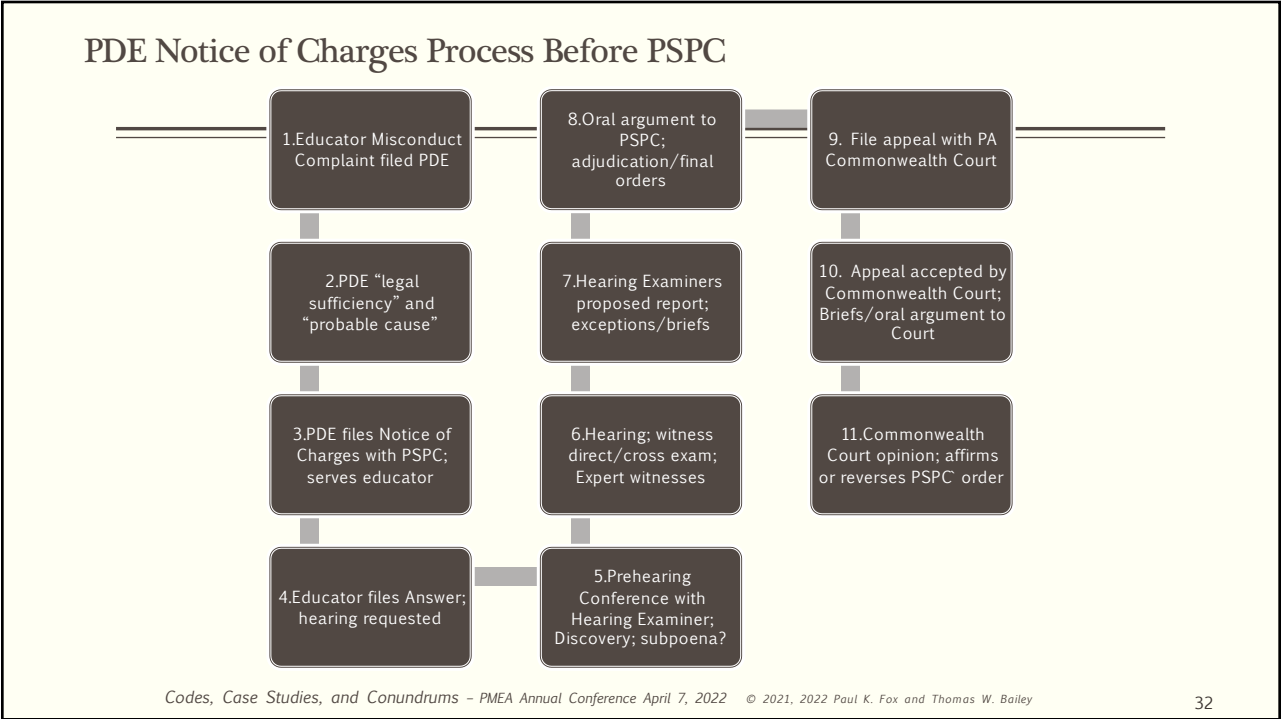 PDE Notice of Charges Process Before PSPC
1.Educator Misconduct
Complaint filed PDE
2.PDE “legal
sufficiency” and
“probable cause”
3.PDE files Notice of
Charges with PSPC;
serves educator
4.Educator files Answer;
hearing requested
5.Prehearing
Conference with
Hearing Examiner;
Discovery; subpoena?
6.Hearing; witness
direct/cross exam;
Expert witnesses
7.Hearing Examiners
proposed report;
exceptions/briefs
8.Oral argument to
PSPC;
adjudication/final
orders
9. File appeal with PA
Commonwealth Court
10. Appeal accepted by
Commonwealth Court;
Briefs/oral argument to
Court
11.Commonwealth
Court opinion; affirms
or reverses PSPC` order
Codes, Case Studies, and Conundrums – PMEA Annual Conference April 7, 2022 © 2021, 2022 Paul K. Fox and Thomas W. Bailey
32